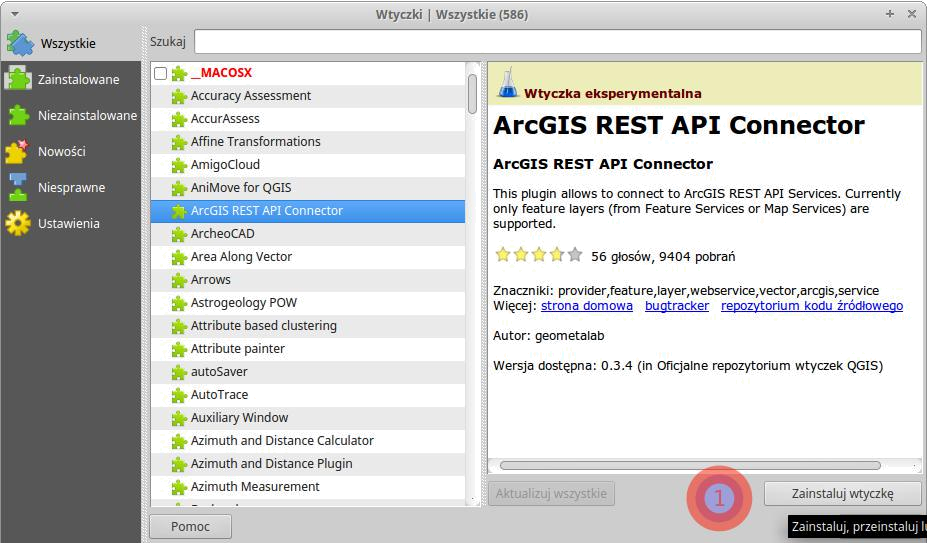 Wtyczki | Wszystkie (586)
Wszystkie
Zainstalowane
Niezainstalowane
Nowości
Niesprawne
Ustawienia
Szukaj
__MACOSX
Accuracy Assessment
AccurAssess
Affine Transformations
AmigoCloud
AniMove for QGIS
ArcGIS REST API Connector
ArcheoCAD
Area Along Vector
Arrows
Astrogeology POW
Attribute based clustering
Attribute painter
autoSaver
AutoTrace
Auxiliary Window
Azimuth and Distance Calculator
Azimuth and Distance Plugin
Azimuth Measurement
Wtyczka eksperymentalna
ArcGIS REST API Connector
ArcGIS REST API Connector
This plugin allows to connect to ArcGIS REST API Services. Currently
only feature layers (from Feature Services or Map Services) are
supported.
56 głosów, 9404 pobrań
Znaczniki: provider,feature,layer,webservice,vector,arcgis,service
Więcej: strona domowa bugtracker repozytorium kodu źródłowego
Autor: geometalab
Wersja dostępna: 0.3.4 (in Oficjalne repozytorium wtyczek QGIS)
Aktualizuj wszystkie
1
Zainstaluj wtyczkę
Zainstaluj, przeinstaluj lu
Pomoc